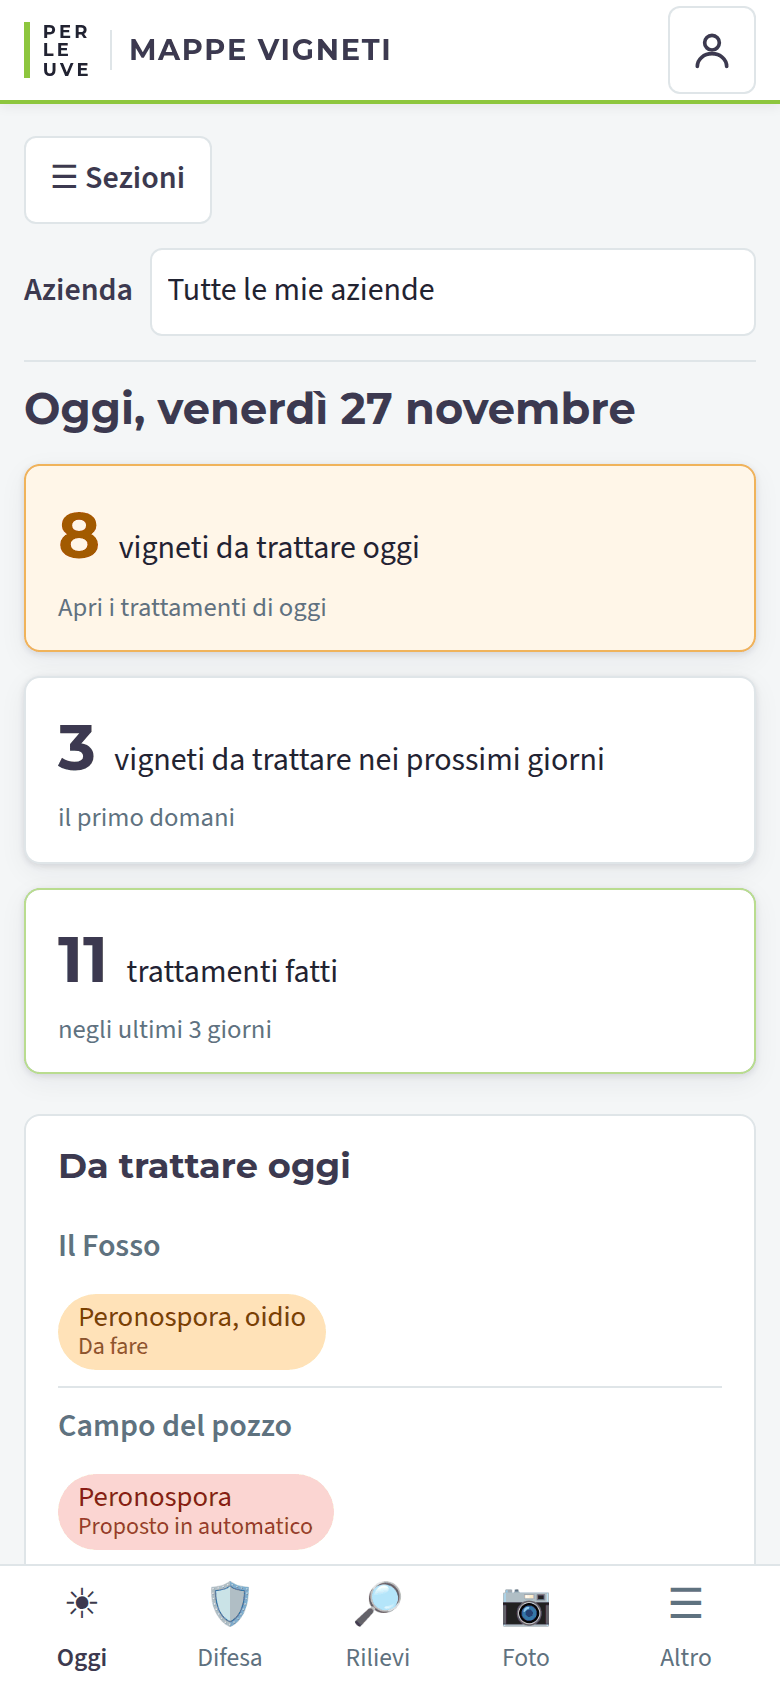 PER
LE
UVE
MAPPE VIGNETI
☰ Sezioni
Azienda
Tutte le mie aziende
Oggi, venerdì 27 novembre
8 vigneti da trattare oggi
Apri i trattamenti di oggi
3 vigneti da trattare nei prossimi giorni
il primo domani
11 trattamenti fatti
negli ultimi 3 giorni
Da trattare oggi
Il Fosso
Peronospora, oidio
Da fare
Campo del pozzo
Peronospora
Proposto in automatico
Oggi
Difesa
Rilievi
Foto
Altro